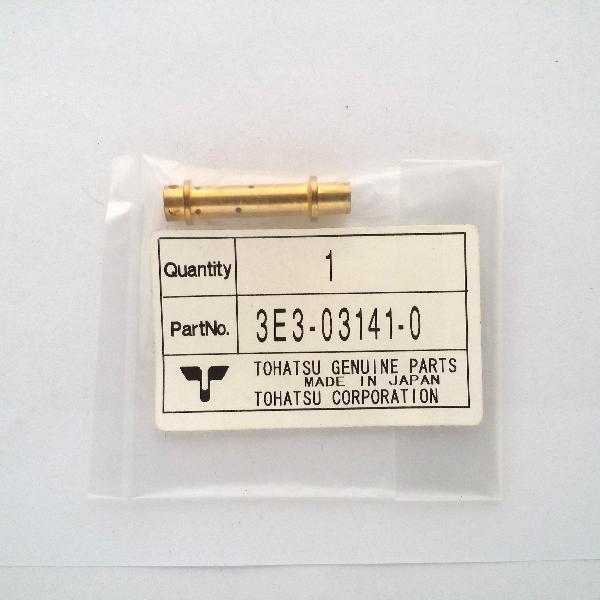 Quantity 1
PartNo. 3E3-03141-0
TOHATSU GENUINE PARTS
MADE IN JAPAN
TOHATSU CORPORATION